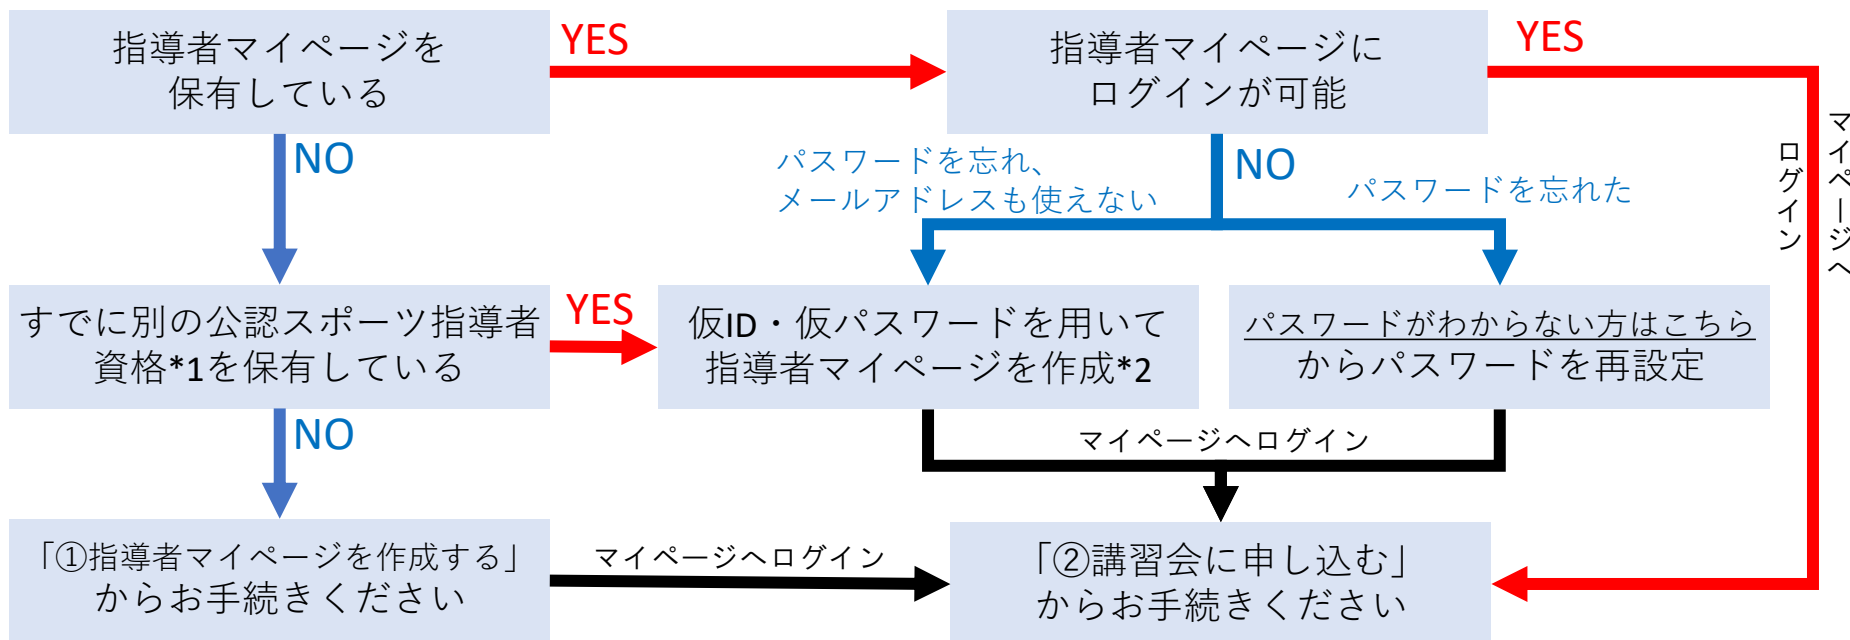 指導者マイページを
保有している
YES
指導者マイページに
ログインが可能
YES
マイページへ
ログイン
NO
パスワードを忘れ、
メールアドレスも使えない
NO
パスワードを忘れた
すでに別の公認スポーツ指導者
資格*1を保有している
YES
仮ID・仮パスワードを用いて
指導者マイページを作成*2
パスワードがわからない方はこちら
からパスワードを再設定
NO
マイページへログイン
「①指導者マイページを作成する」
からお手続きください
マイページへログイン
「②講習会に申し込む」
からお手続きください